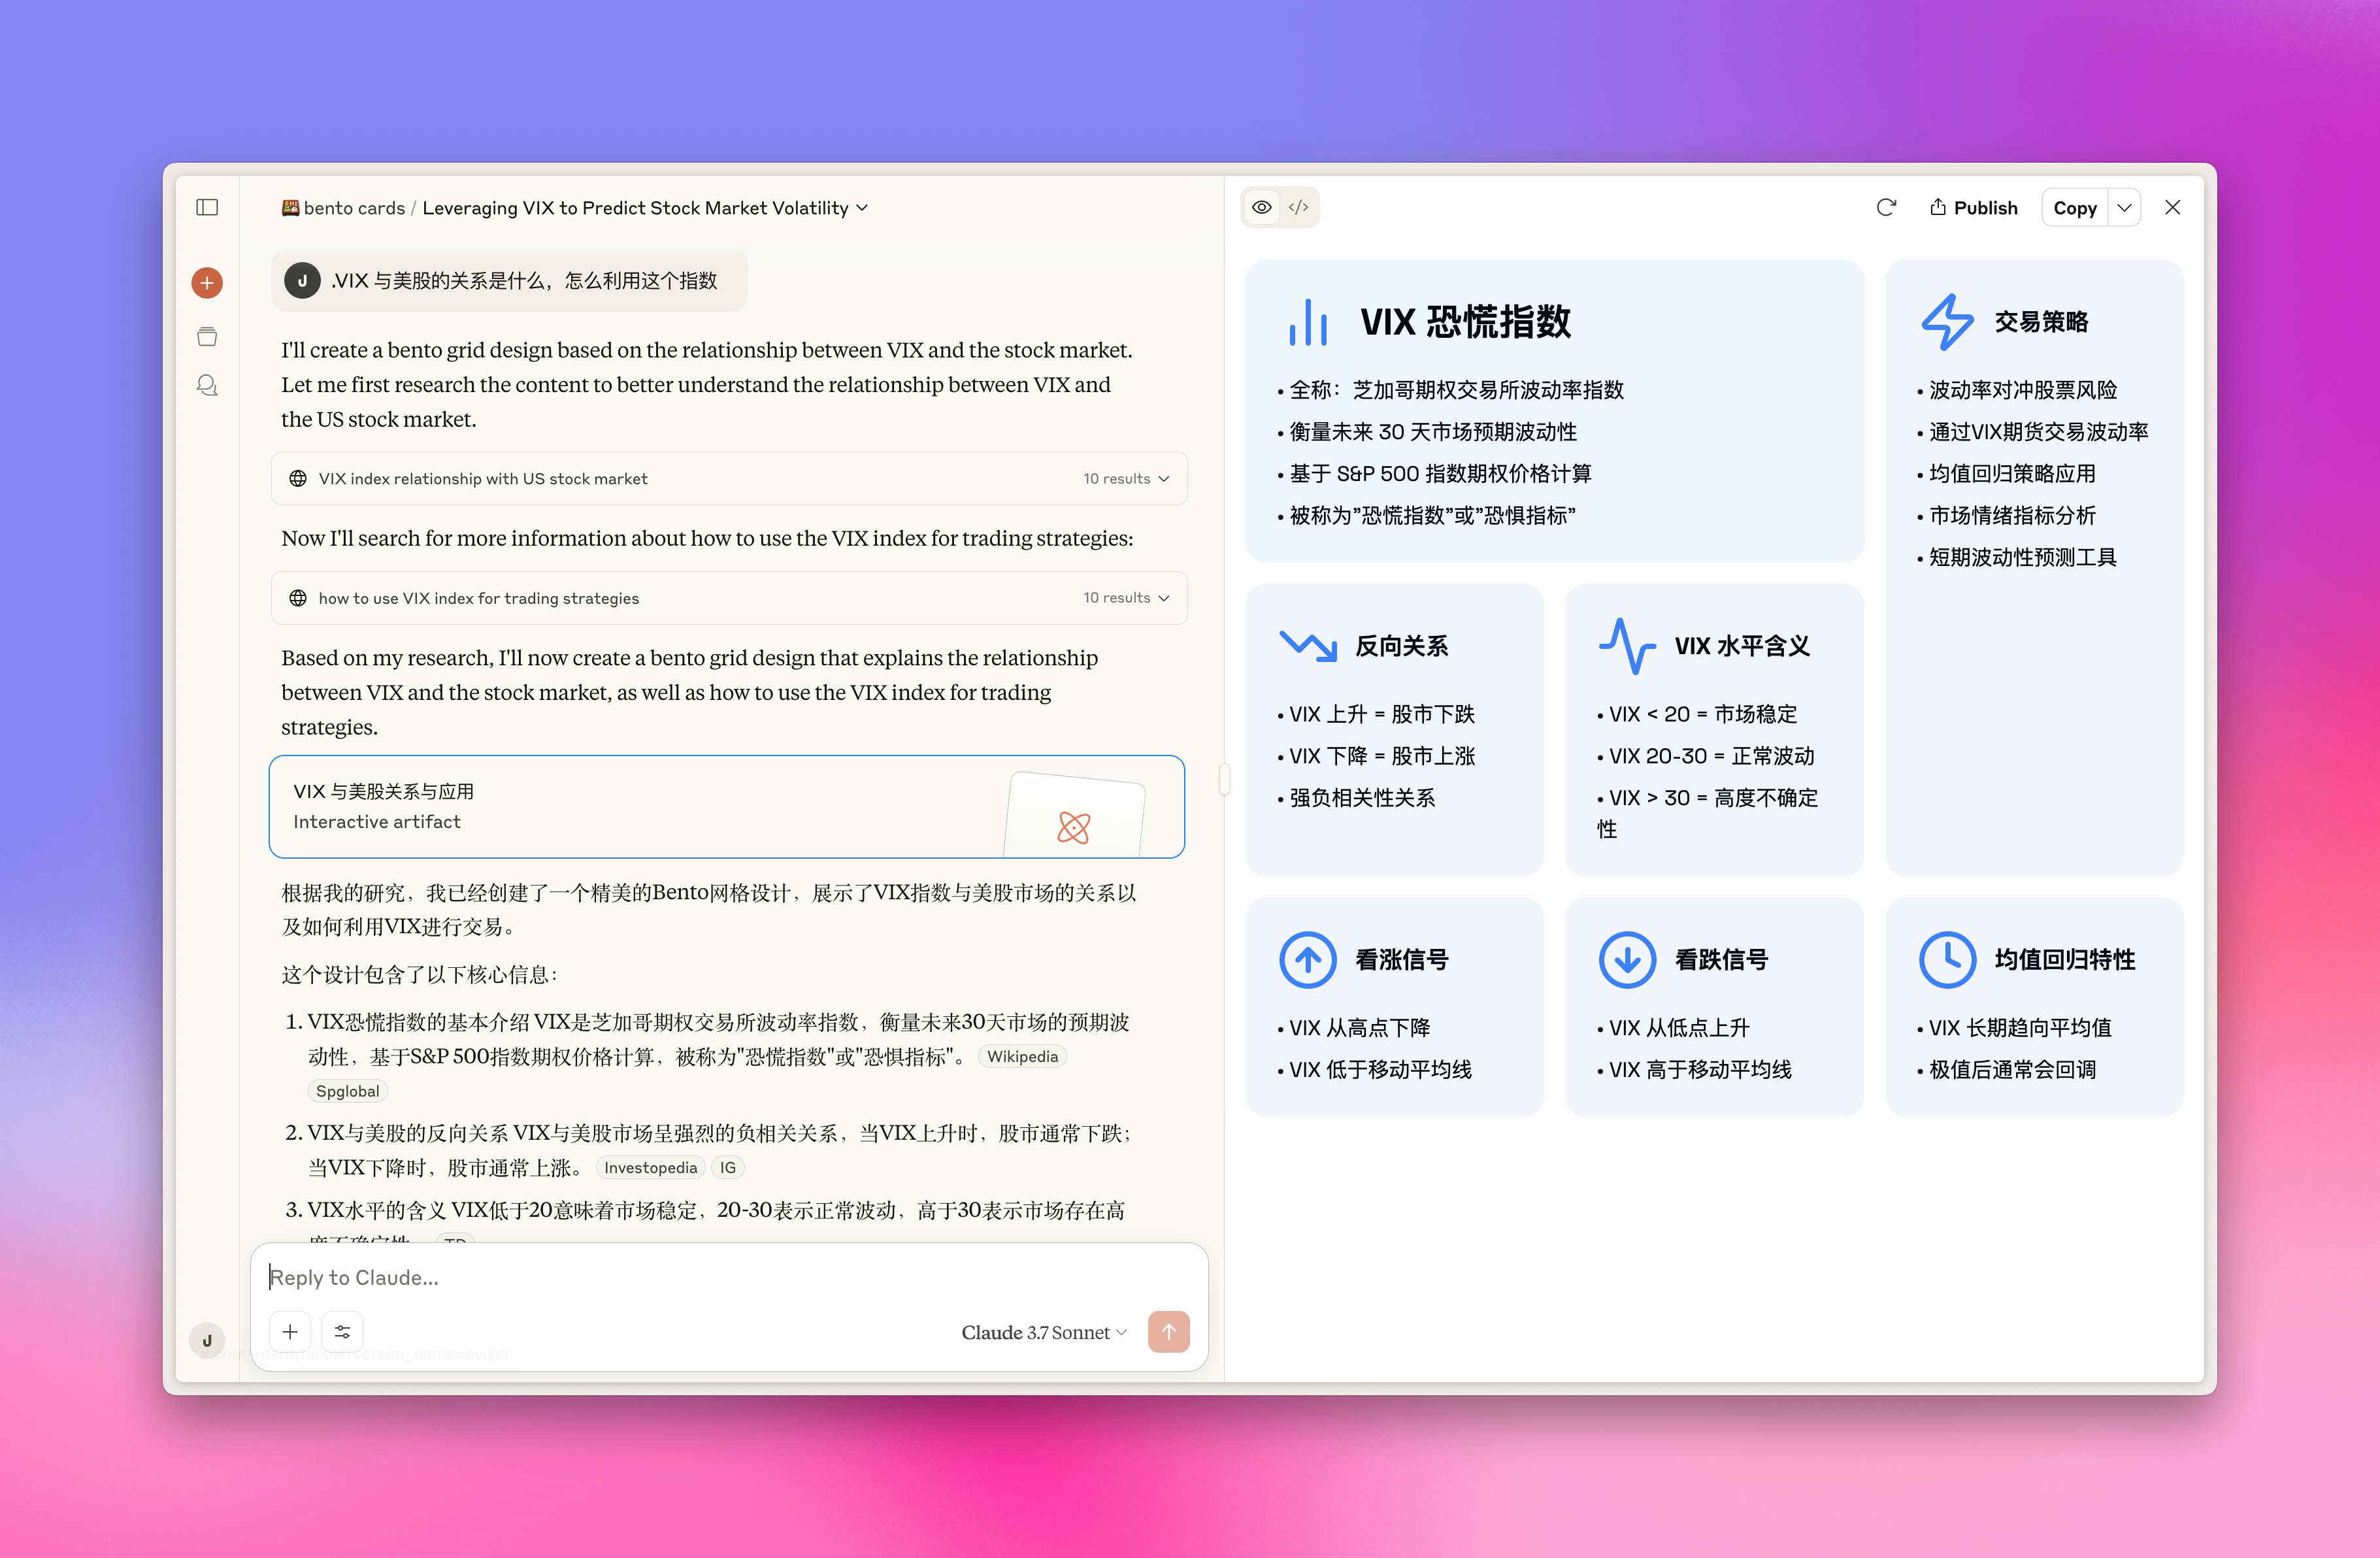 bento cards / Leveraging VIX to Predict Stock Market Volatility
J
.VIX 与美股的关系是什么，怎么利用这个指数
I'll create a bento grid design based on the relationship between VIX and the stock market.
Let me first research the content to better understand the relationship between VIX and
the US stock market.
VIX index relationship with US stock market
10 results
Now I'll search for more information about how to use the VIX index for trading strategies:
how to use VIX index for trading strategies
10 results
Based on my research, I'll now create a bento grid design that explains the relationship
between VIX and the stock market, as well as how to use the VIX index for trading
strategies.
VIX 与美股关系与应用
Interactive artifact
根据我的研究，我已经创建了一个精美的Bento网格设计，展示了VIX指数与美股市场的关系以
及如何利用VIX进行交易。
这个设计包含了以下核心信息：
1. VIX恐慌指数的基本介绍 VIX是芝加哥期权交易所波动率指数，衡量未来30天市场的预期波
动性，基于S&P 500指数期权价格计算，被称为"恐慌指数"或"恐惧指标"。 Wikipedia
Spglobal
2. VIX与美股的反向关系 VIX与美股市场呈强烈的负相关关系，当VIX上升时，股市通常下跌；
当VIX下降时，股市通常上涨。 Investopedia IG
3. VIX水平的含义 VIX低于20意味着市场稳定，20-30表示正常波动，高于30表示市场存在高
Reply to Claude...
Claude 3.7 Sonnet
J
Publish
Copy
VIX 恐慌指数
• 全称：芝加哥期权交易所波动率指数
• 衡量未来 30 天市场预期波动性
• 基于 S&P 500 指数期权价格计算
• 被称为”恐慌指数”或”恐惧指标”
交易策略
• 波动率对冲股票风险
• 通过VIX期货交易波动率
• 均值回归策略应用
• 市场情绪指标分析
• 短期波动性预测工具
反向关系
• VIX 上升 = 股市下跌
• VIX 下降 = 股市上涨
• 强负相关性关系
VIX 水平含义
• VIX < 20 = 市场稳定
• VIX 20-30 = 正常波动
• VIX > 30 = 高度不确定
性
看涨信号
• VIX 从高点下降
• VIX 低于移动平均线
看跌信号
• VIX 从低点上升
• VIX 高于移动平均线
均值回归特性
• VIX 长期趋向平均值
• 极值后通常会回调